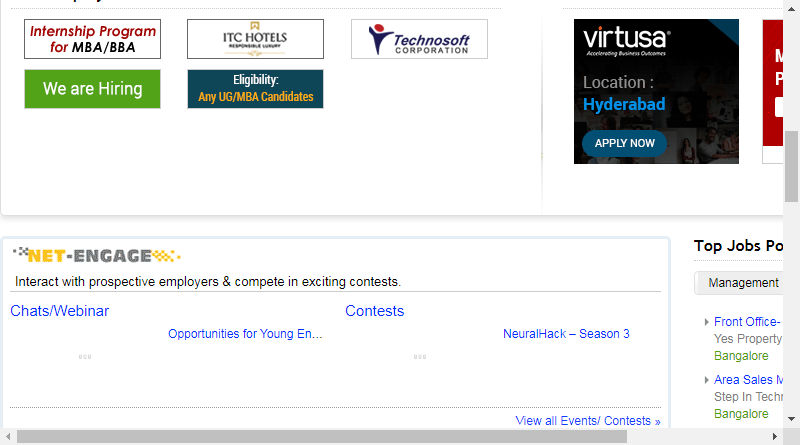 Internship Program
for MBA/BBA
ITC HOTELS
RESPONSIBLE LUXURY
Technosoft
CORPORATION
We are Hiring
Eligibility:
Any UG/MBA Candidates
virtusa
Accelerating Business Outcomes
Location :
Hyderabad
APPLY NOW
M
P
NET-ENGAGE
Interact with prospective employers & compete in exciting contests.
Chats/Webinar
Contests
Opportunities for Young En...
NeuralHack – Season 3
View all Events/ Contests »
Top Jobs Po
Management
Front Office-
Yes Property
Bangalore
Area Sales M
Step In Techn
Bangalore